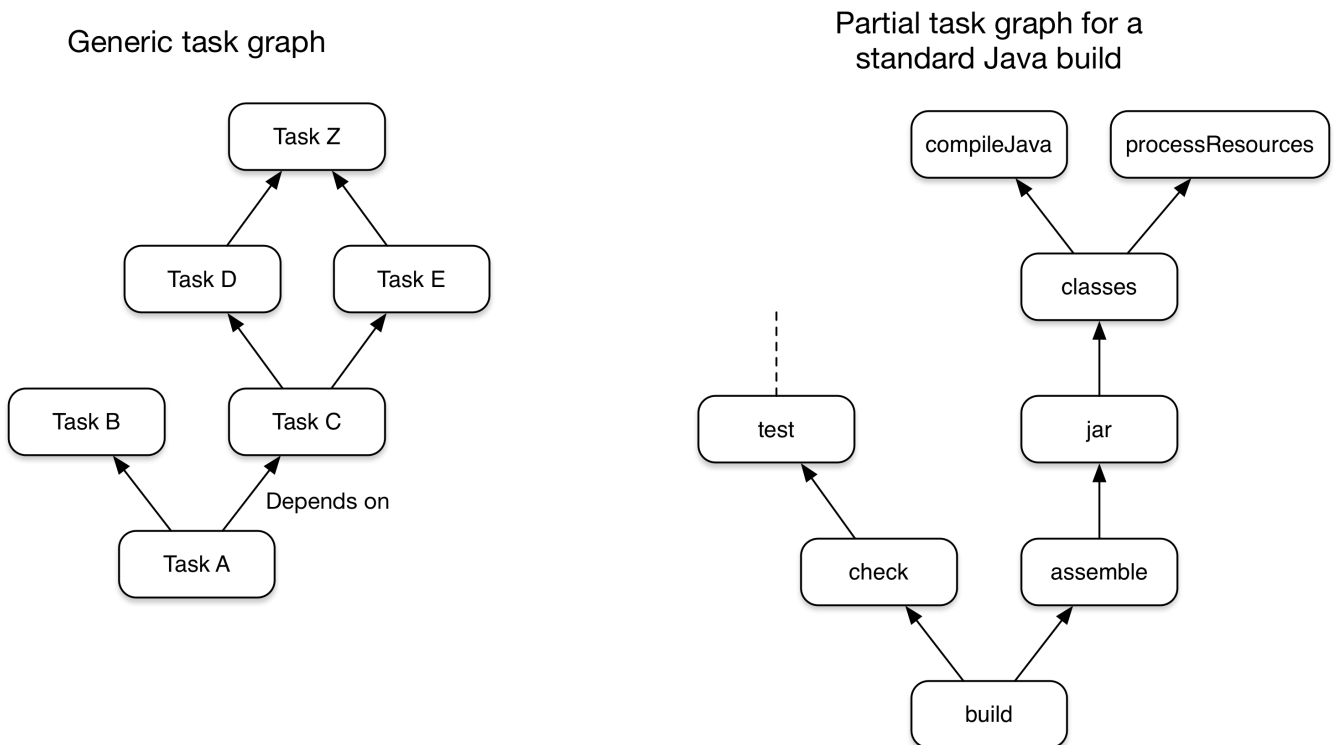 Generic task graph
Task Z
Task D
Task E
Task B
Task C
Depends on
Task A
Partial task graph for a
standard Java build
compileJava
processResources
classes
test
jar
check
assemble
build